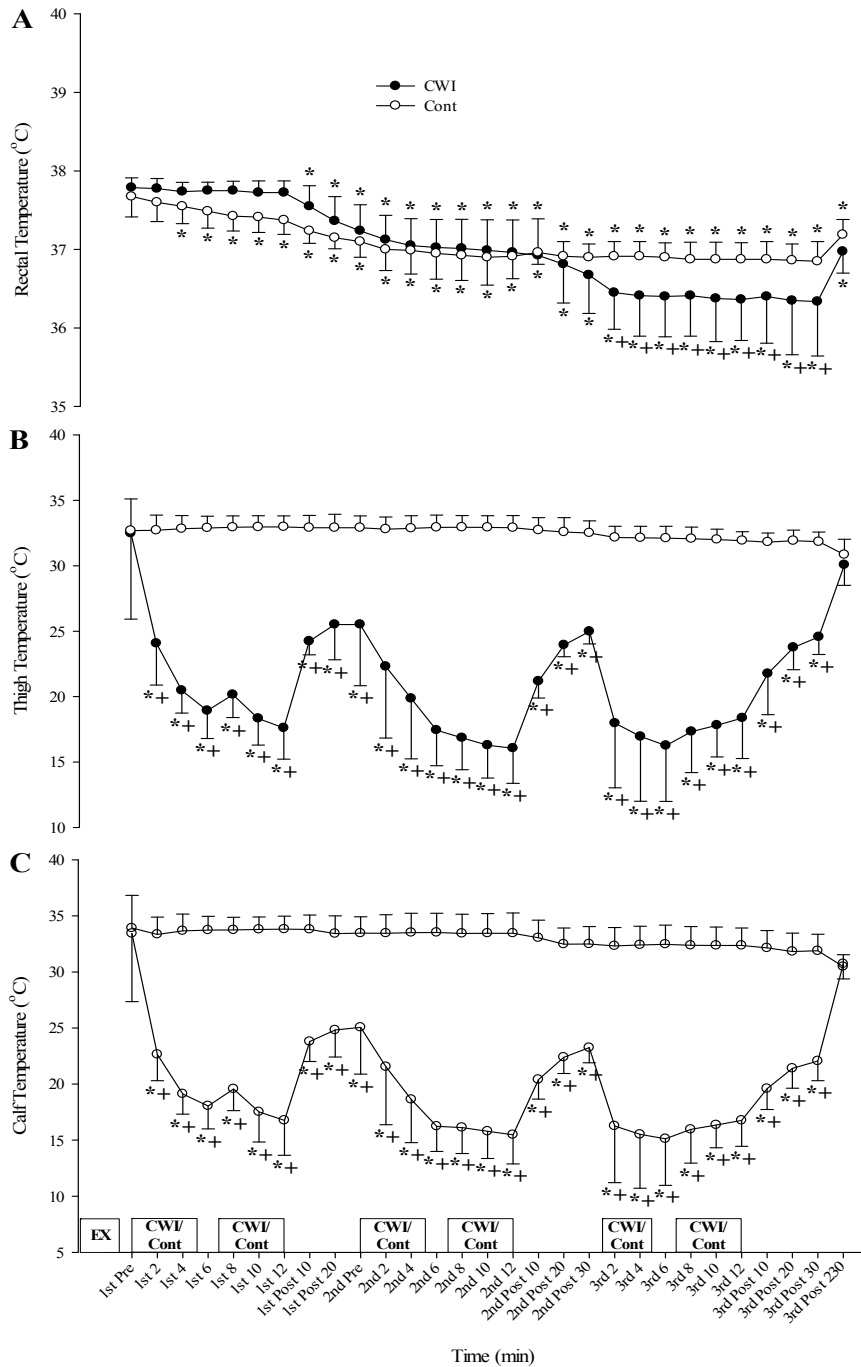 A
40
39
38
37
36
35
Rectal Temperature (°C)
CWI
Cont
* * * * * * * * * * * * * * * * * * * * *
* * * * * * * * * * * * * * *
*+ *+ *+ *+ *+ *+ *+ *+ *+
*
B
40
35
30
25
20
15
10
Thigh Temperature (°C)
*+ *+ *+ *+ *+ *+ *+ *+ *+ *+ *+ *+ *+ *+ *+ *+ *+ *+ *+ *+ *+ *+ *+ *+ *+ *+ *+
C
40
35
30
25
20
15
10
5
Calf Temperature (°C)
*+ *+ *+ *+ *+ *+ *+ *+ *+ *+ *+ *+ *+ *+ *+ *+ *+ *+ *+ *+ *+ *+ *+ *+ *+ *+ *+
EX
CWI/
Cont
CWI/
Cont
CWI/
Cont
CWI/
Cont
CWI/
Cont
CWI/
Cont
1st Pre
1st 2
1st 4
1st 6
1st 8
1st 10
1st 12
1st Post 10
1st Post 20
2nd Pre
2nd 2
2nd 4
2nd 6
2nd 8
2nd 10
2nd 12
2nd Post 10
2nd Post 20
2nd Post 30
3rd 2
3rd 4
3rd 6
3rd 8
3rd 10
3rd 12
3rd Post 10
3rd Post 20
3rd Post 30
3rd Post 230
Time (min)